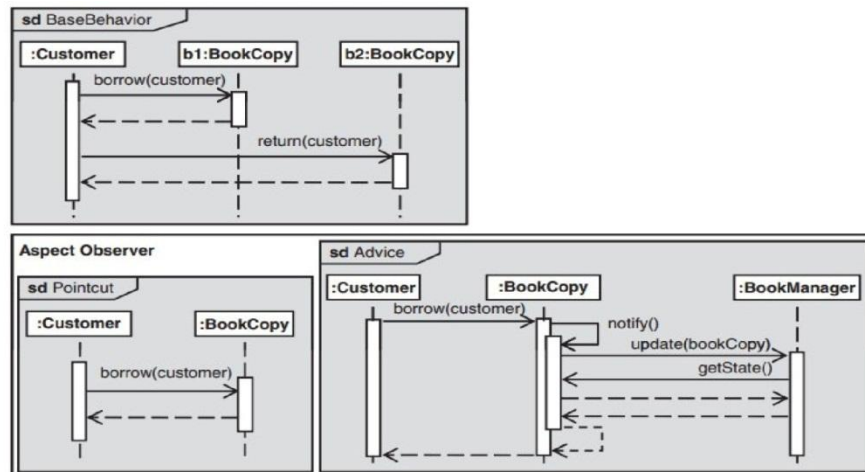 sd BaseBehavior
:Customer
b1:BookCopy
b2:BookCopy
borrow(customer)
return(customer)
Aspect Observer
sd Pointcut
:Customer
:BookCopy
borrow(customer)
sd Advice
:Customer
:BookCopy
:BookManager
borrow(customer)
notify()
update(bookCopy)
getState()